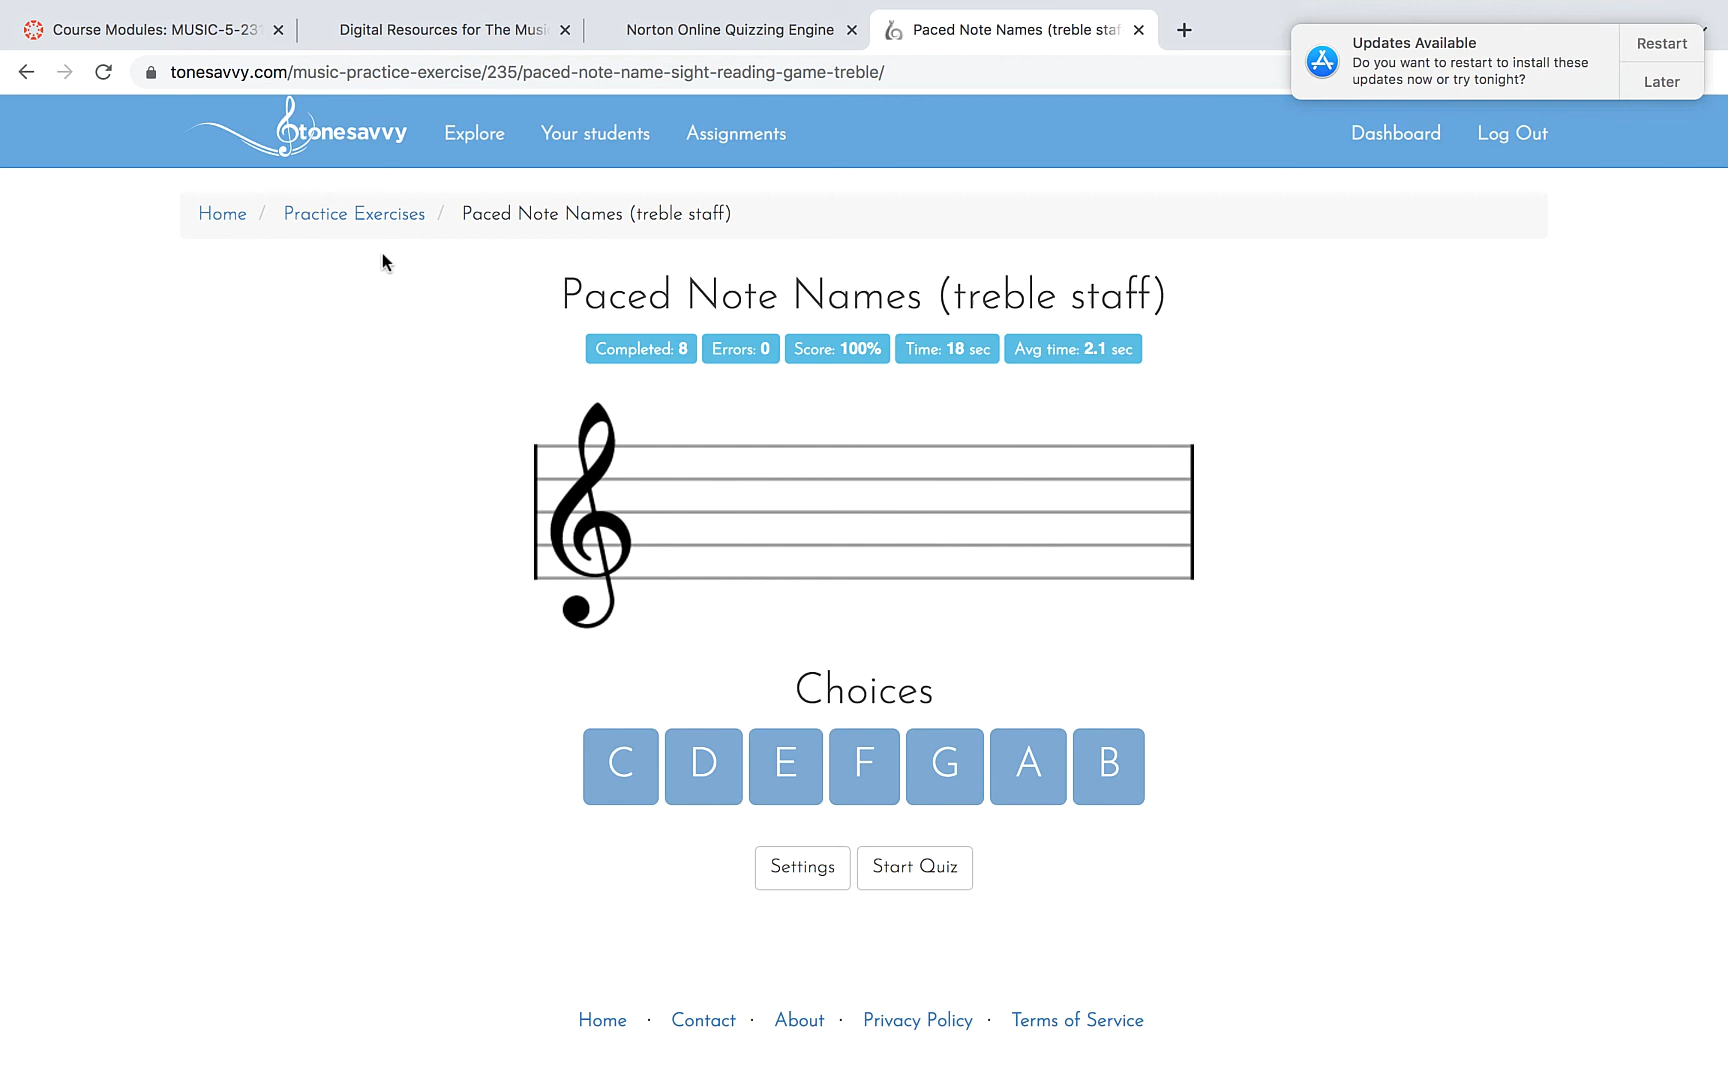 Course Modules: MUSIC-5-231
Digital Resources for The Musi
Norton Online Quizzing Engine
Paced Note Names (treble staf
Updates Available
Do you want to restart to install these
updates now or try tonight?
Restart
Later
tonesavvy.com/music-practice-exercise/235/paced-note-name-sight-reading-game-treble/
tonesavvy
Explore
Your students
Assignments
Dashboard
Log Out
Home / Practice Exercises / Paced Note Names (treble staff)
Paced Note Names (treble staff)
Completed: 8 Errors: 0 Score: 100% Time: 18 sec Avg time: 2.1 sec
Choices
C D E F G A B
Settings Start Quiz
Home · Contact · About · Privacy Policy · Terms of Service